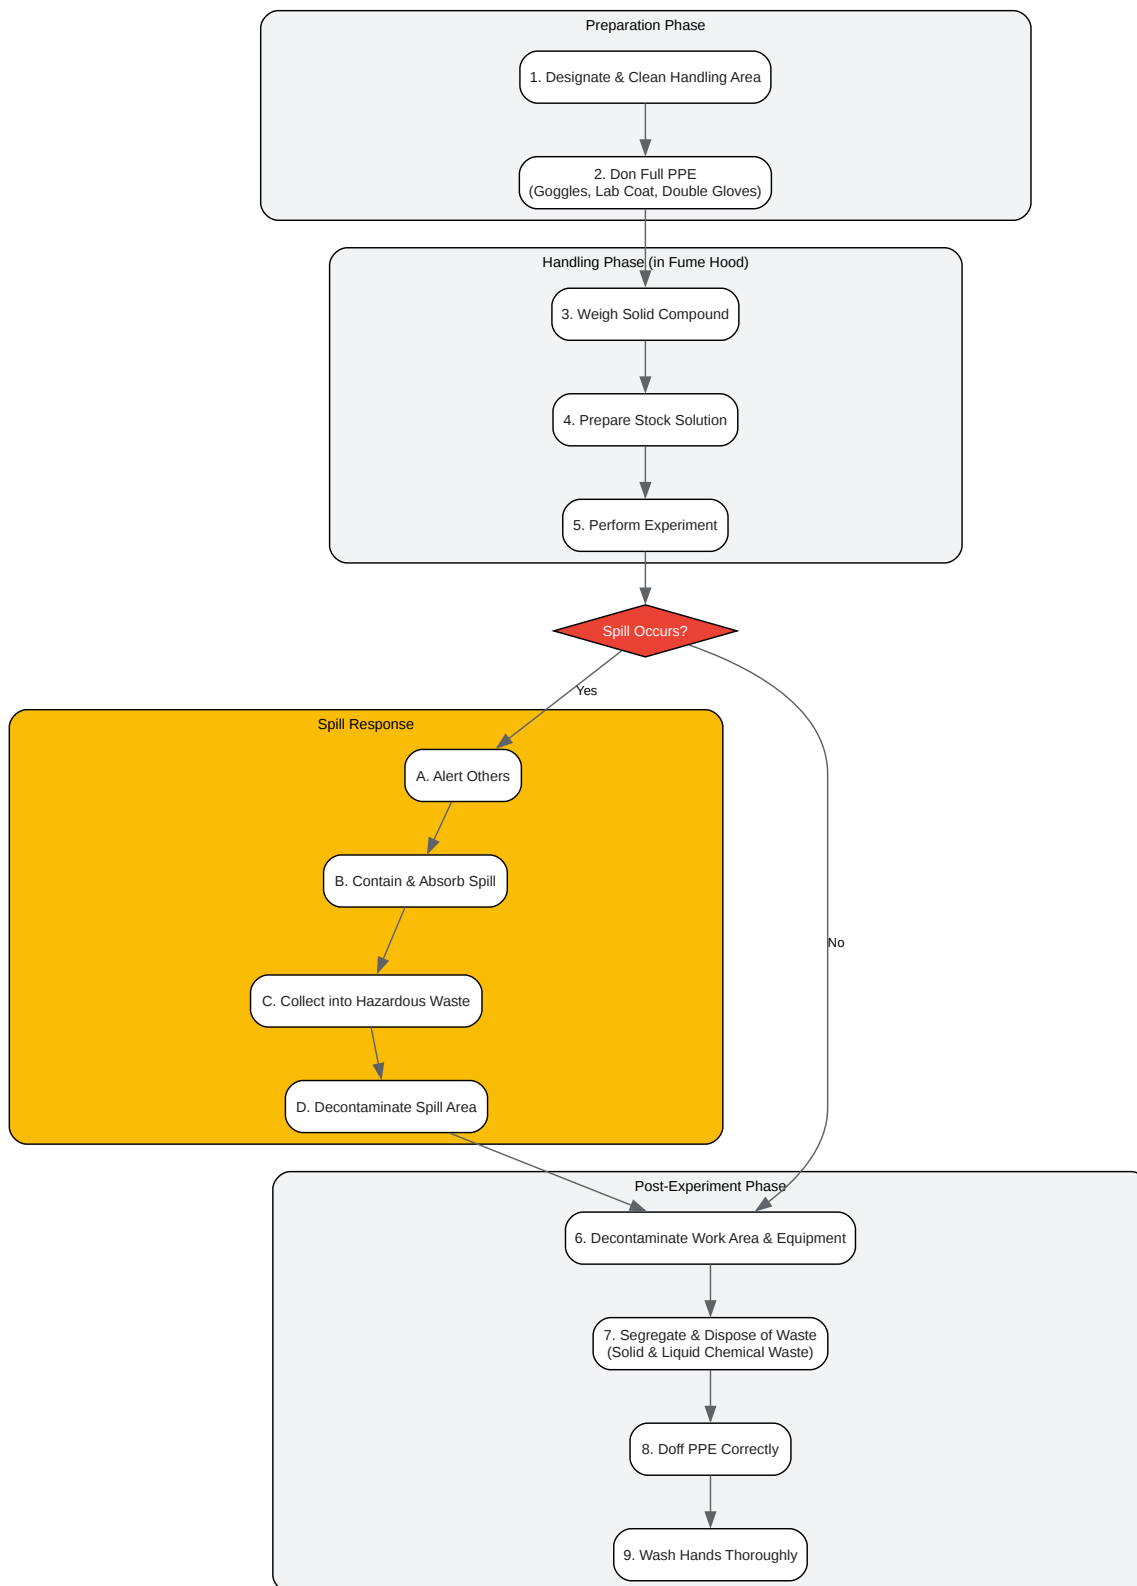 Preparation Phase
1. Designate & Clean Handling Area
2. Don Full PPE
(Goggles, Lab Coat, Double Gloves)
Handling Phase (in Fume Hood)
3. Weigh Solid Compound
4. Prepare Stock Solution
5. Perform Experiment
Spill Occurs?
Yes
Spill Response
A. Alert Others
B. Contain & Absorb Spill
No
C. Collect into Hazardous Waste
D. Decontaminate Spill Area
Post-Experiment Phase
6. Decontaminate Work Area & Equipment
7. Segregate & Dispose of Waste
(Solid & Liquid Chemical Waste)
8. Doff PPE Correctly
9. Wash Hands Thoroughly